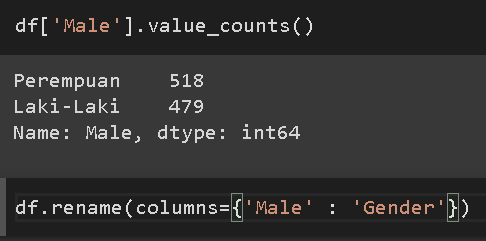 df['Male'].value_counts()
Perempuan    518
Laki-Laki    479
Name: Male, dtype: int64
df.rename(columns={'Male' : 'Gender'})